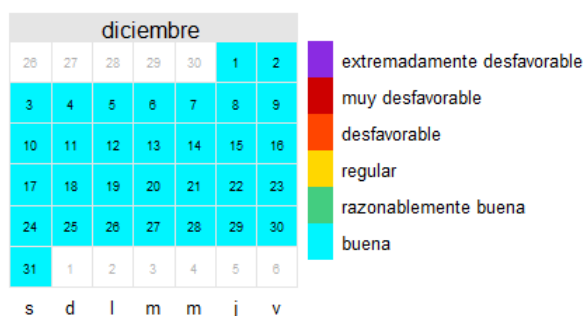 diciembre
26 27 28 29 30 1 2
3 4 5 6 7 8 9
10 11 12 13 14 15 16
17 18 19 20 21 22 23
24 25 26 27 28 29 30
31 1 2 3 4 5 6
s d l m m j v
extremadamente desfavorable
muy desfavorable
desfavorable
regular
razonablemente buena
buena